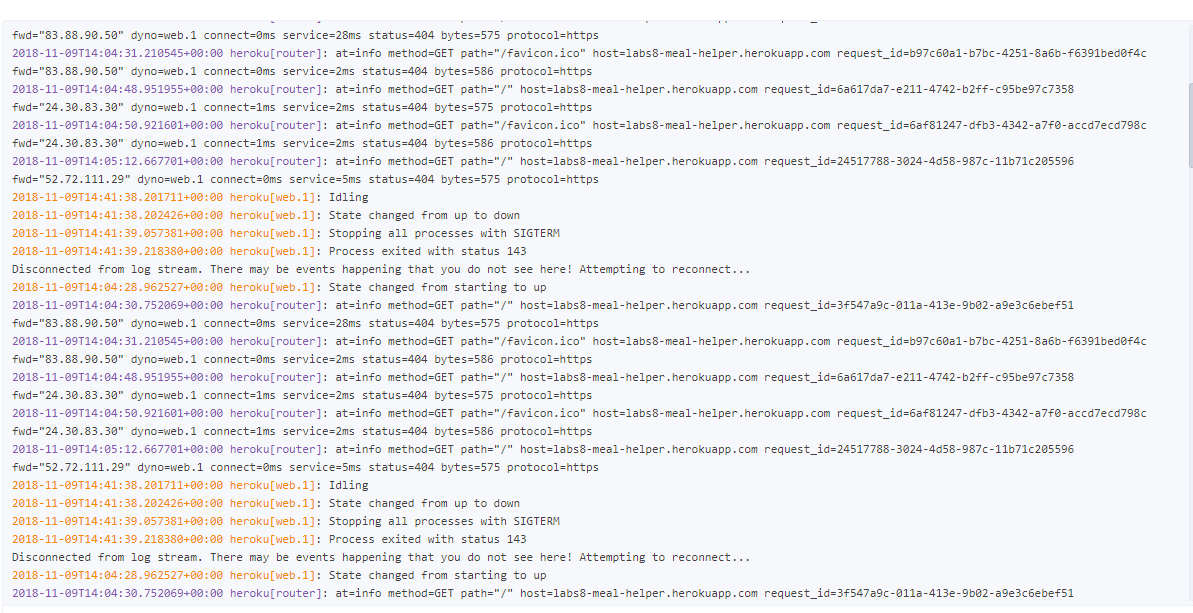 heroku[router]:
fwd="83.88.90.50" dyno=web.1 connect=0ms service=28ms status=404 bytes=575 protocol=https
2018-11-09T14:04:31.210545+00:00 heroku[router]: at=info method=GET path="/favicon.ico" host=labs8-meal-helper.herokuapp.com request_id=b97c60a1-b7bc-4251-8a6b-f6391bed0f4c
fwd="83.88.90.50" dyno=web.1 connect=0ms service=2ms status=404 bytes=586 protocol=https
2018-11-09T14:04:48.951955+00:00 heroku[router]: at=info method=GET path="/" host=labs8-meal-helper.herokuapp.com request_id=6a617da7-e211-4742-b2ff-c95be97c7358
fwd="24.30.83.30" dyno=web.1 connect=1ms service=2ms status=404 bytes=575 protocol=https
2018-11-09T14:04:50.921601+00:00 heroku[router]: at=info method=GET path="/favicon.ico" host=labs8-meal-helper.herokuapp.com request_id=6af81247-dfb3-4342-a7f0-accd7ecd798c
fwd="24.30.83.30" dyno=web.1 connect=1ms service=2ms status=404 bytes=586 protocol=https
2018-11-09T14:05:12.667701+00:00 heroku[router]: at=info method=GET path="/" host=labs8-meal-helper.herokuapp.com request_id=24517788-3024-4d58-987c-11b71c205596
fwd="52.72.111.29" dyno=web.1 connect=0ms service=5ms status=404 bytes=575 protocol=https
2018-11-09T14:41:38.201711+00:00 heroku[web.1]: Idling
2018-11-09T14:41:38.202426+00:00 heroku[web.1]: State changed from up to down
2018-11-09T14:41:39.057381+00:00 heroku[web.1]: Stopping all processes with SIGTERM
2018-11-09T14:41:39.218380+00:00 heroku[web.1]: Process exited with status 143
Disconnected from log stream. There may be events happening that you do not see here! Attempting to reconnect...
2018-11-09T14:04:28.962527+00:00 heroku[web.1]: State changed from starting to up
2018-11-09T14:04:30.752069+00:00 heroku[router]: at=info method=GET path="/" host=labs8-meal-helper.herokuapp.com request_id=3f547a9c-011a-413e-9b02-a9e3c6ebef51
fwd="83.88.90.50" dyno=web.1 connect=0ms service=28ms status=404 bytes=575 protocol=https
2018-11-09T14:04:31.210545+00:00 heroku[router]: at=info method=GET path="/favicon.ico" host=labs8-meal-helper.herokuapp.com request_id=b97c60a1-b7bc-4251-8a6b-f6391bed0f4c
fwd="83.88.90.50" dyno=web.1 connect=0ms service=2ms status=404 bytes=586 protocol=https
2018-11-09T14:04:48.951955+00:00 heroku[router]: at=info method=GET path="/" host=labs8-meal-helper.herokuapp.com request_id=6a617da7-e211-4742-b2ff-c95be97c7358
fwd="24.30.83.30" dyno=web.1 connect=1ms service=2ms status=404 bytes=575 protocol=https
2018-11-09T14:04:50.921601+00:00 heroku[router]: at=info method=GET path="/favicon.ico" host=labs8-meal-helper.herokuapp.com request_id=6af81247-dfb3-4342-a7f0-accd7ecd798c
fwd="24.30.83.30" dyno=web.1 connect=1ms service=2ms status=404 bytes=586 protocol=https
2018-11-09T14:05:12.667701+00:00 heroku[router]: at=info method=GET path="/" host=labs8-meal-helper.herokuapp.com request_id=24517788-3024-4d58-987c-11b71c205596
fwd="52.72.111.29" dyno=web.1 connect=0ms service=5ms status=404 bytes=575 protocol=https
2018-11-09T14:41:38.201711+00:00 heroku[web.1]: Idling
2018-11-09T14:41:38.202426+00:00 heroku[web.1]: State changed from up to down
2018-11-09T14:41:39.057381+00:00 heroku[web.1]: Stopping all processes with SIGTERM
2018-11-09T14:41:39.218380+00:00 heroku[web.1]: Process exited with status 143
Disconnected from log stream. There may be events happening that you do not see here! Attempting to reconnect...
2018-11-09T14:04:28.962527+00:00 heroku[web.1]: State changed from starting to up
2018-11-09T14:04:30.752069+00:00 heroku[router]: at=info method=GET path="/" host=labs8-meal-helper.herokuapp.com request_id=3f547a9c-011a-413e-9b02-a9e3c6ebef51